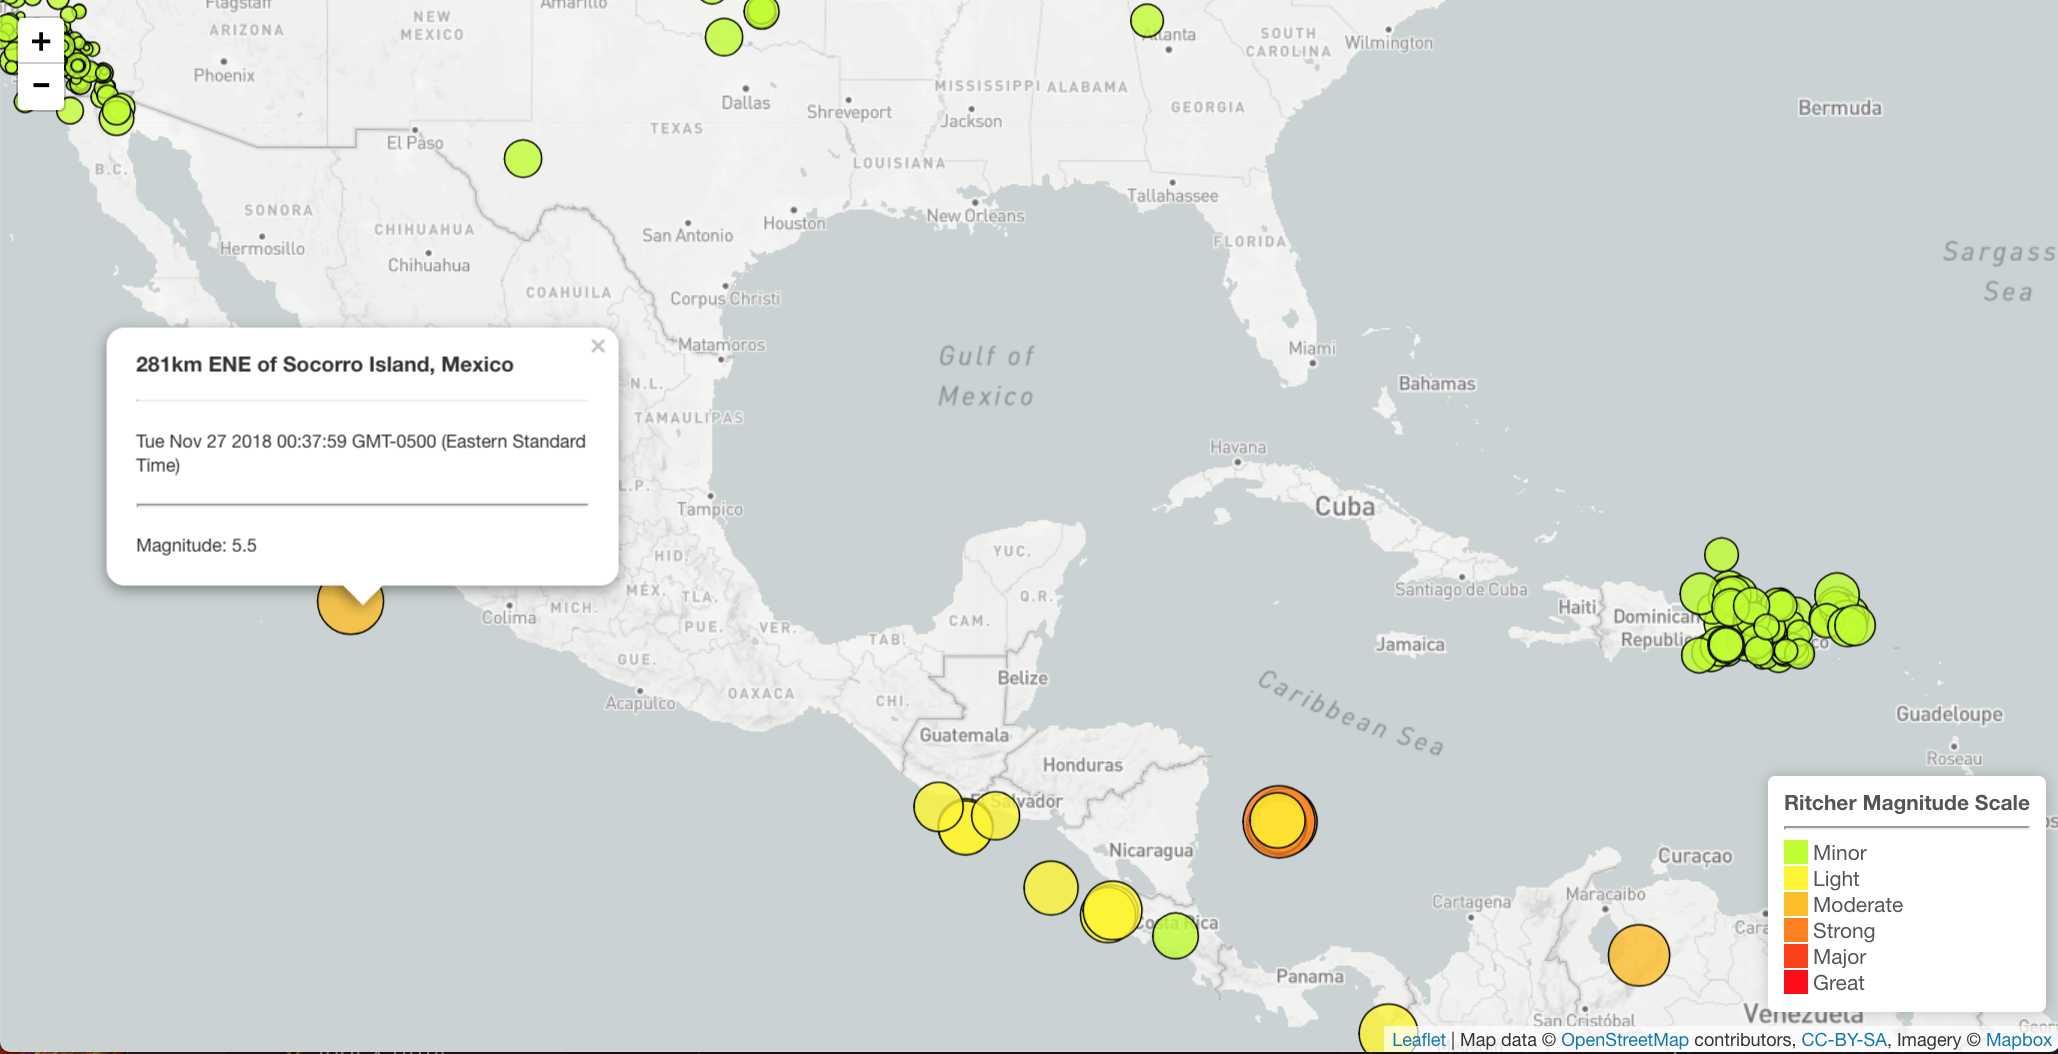 Flagstaff
Amarillo
NEW
MEXICO
ARIZONA
Phoenix
Atlanta
SOUTH
CAROLINA
Wilmington
+
−
Dallas
Shreveport
MISSISSIPPI
ALABAMA
Jackson
GEORGIA
Bermuda
TEXAS
El Paso
LOUISIANA
B.C.
Tallahassee
SONORA
Hermosillo
CHIHUAHUA
Chihuahua
San Antonio
Houston
New Orleans
FLORIDA
Sargass
Sea
COAHUILA
Corpus Christi
Matamoros
Miami
Gulf of
Mexico
Bahamas
281km ENE of Socorro Island, Mexico
×
Tue Nov 27 2018 00:37:59 GMT-0500 (Eastern Standard
Time)
Magnitude: 5.5
N.L.
TAMAULIPAS
L.P.
Tampico
Havana
Cuba
HID.
YUC.
MÉX.
TLA.
Q.R.
Santiago de Cuba
Colima
MICH.
PUE.
VER.
TAB.
CAM.
Haiti
Dominican
Republic
Jamaica
GUE.
Belize
OAXACA
CHI.
Acapulco
Caribbean Sea
Guatemala
Guadeloupe
Honduras
Roseau
El Salvador
Nicaragua
Curaçao
Cartagena
Maracaibo
Costa Rica
Cara
Panama
San Cristóbal
Venezuela
Georg
Ritcher Magnitude Scale
Minor
Light
Moderate
Strong
Major
Great
Leaflet | Map data © OpenStreetMap contributors, CC-BY-SA, Imagery © Mapbox